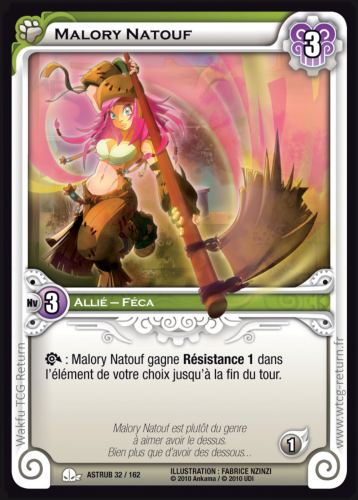 Malory Natouf
3
Nv 3
Allié – Féca
: Malory Natouf gagne Résistance 1 dans
l'élément de votre choix jusqu'à la fin du tour.
Malory Natouf est plutôt du genre
à aimer avoir le dessus.
Bien plus que d'avoir des dessous...
1
ASTRUB 32 / 162
ILLUSTRATION : FABRICE NZINZI
© 2010 Ankama / © 2010 UDI
Wakfu TCG Return
www.wtcg-return.fr